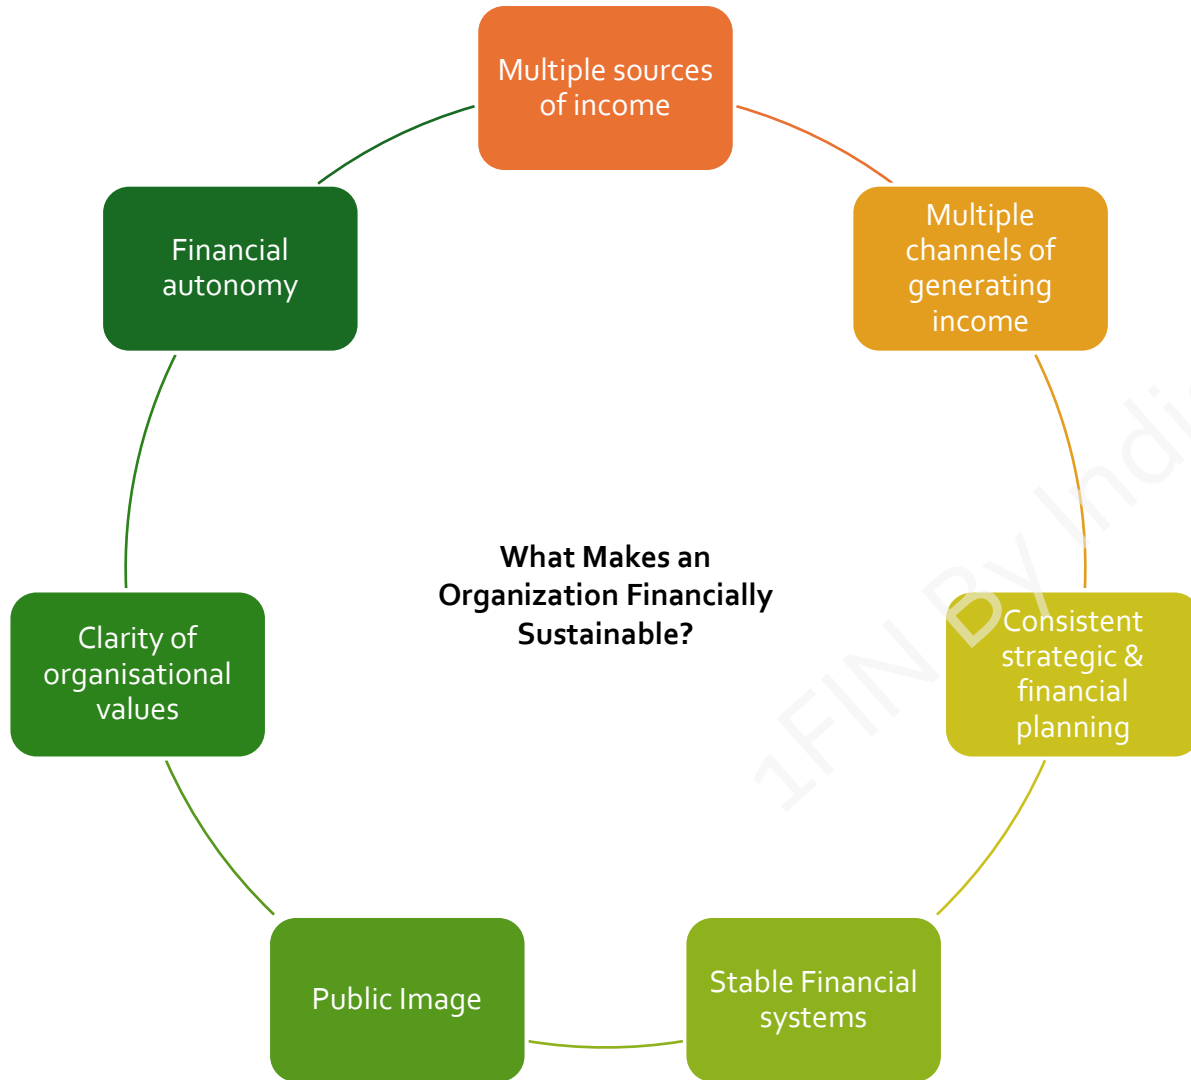 Multiple sources
of income
Multiple
channels of
generating
income
Consistent
strategic &
financial
planning
Stable Financial
systems
Public Image
Clarity of
organisational
values
Financial
autonomy
What Makes an
Organization Financially
Sustainable?
1FIN By